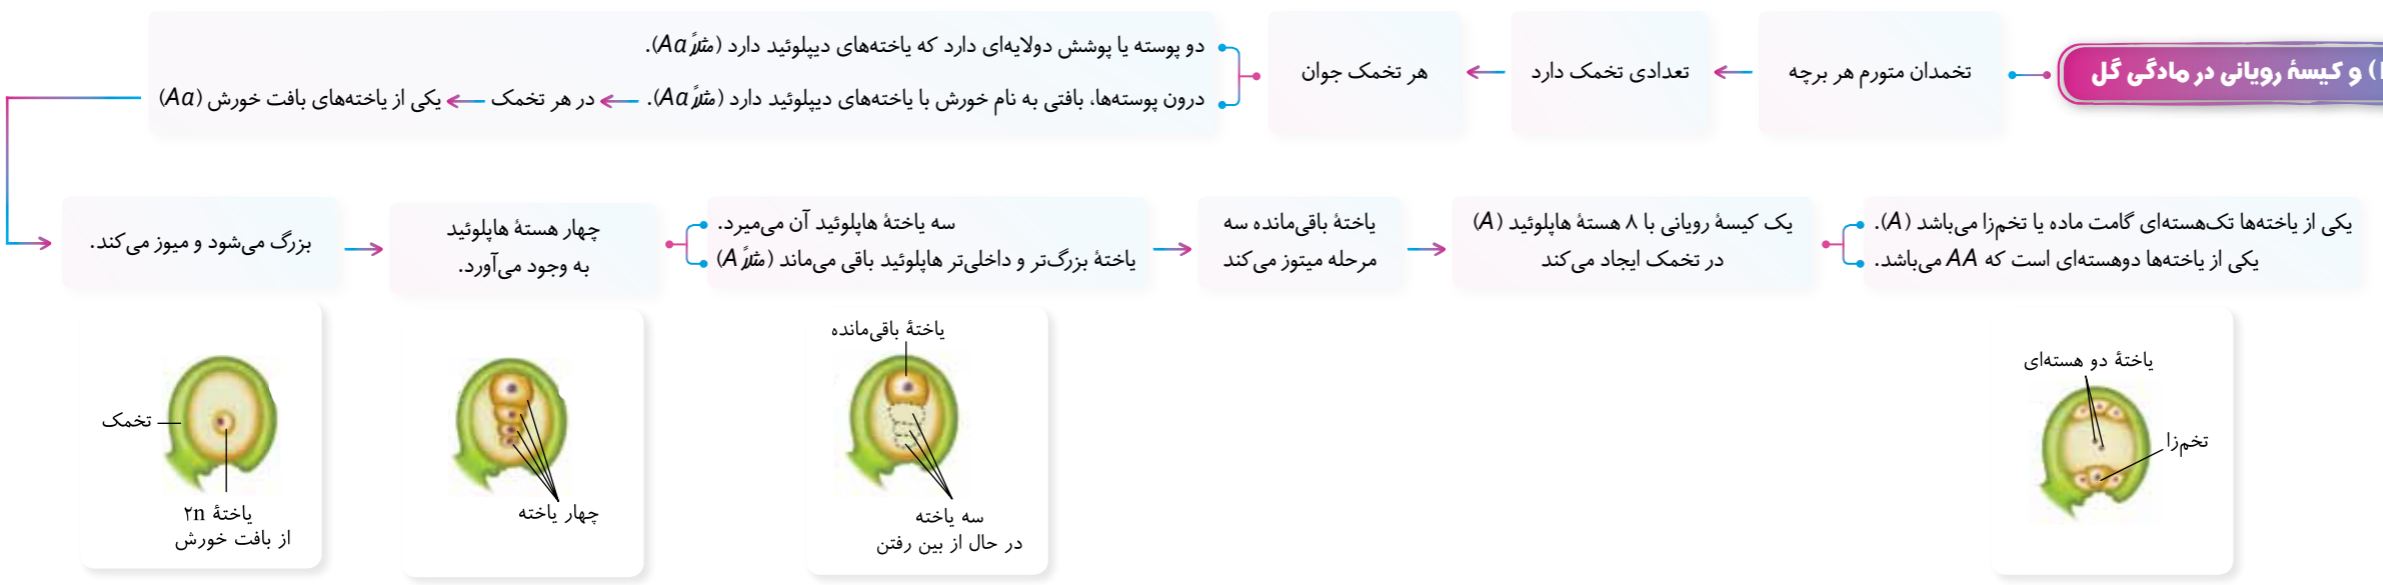 ) و کیسهٔ رویانی در مادگی گل
تخمدان متورم هر برچه
تعدادی تخمک دارد
هر تخمک جوان
دو پوسته یا پوشش دولایه‌ای دارد که یاخته‌های دیپلوئید دارد (مثلاً Aa).
درون پوسته‌ها، بافتی به نام خورش با یاخته‌های دیپلوئید دارد (مثلاً Aa). در هر تخمک یکی از یاخته‌های بافت خورش (Aa)
بزرگ می‌شود و میوز می‌کند.
چهار هستهٔ هاپلوئید
به وجود می‌آورد.
سه یاختهٔ هاپلوئید آن می‌میرد.
یاختهٔ بزرگ‌تر و داخلی‌تر هاپلوئید باقی می‌ماند (مثلاً A)
یاختهٔ باقی‌مانده سه
مرحله میتوز می‌کند
یک کیسهٔ رویانی با ۸ هستهٔ هاپلوئید (A)
در تخمک ایجاد می‌کند
یکی از یاخته‌ها تک‌هسته‌ای گامت ماده یا تخم‌زا می‌باشد (A).
یکی از یاخته‌ها دوهسته‌ای است که AA می‌باشد.
تخمک
یاختهٔ ۲n
از بافت خورش
چهار یاخته
یاختهٔ باقی‌مانده
سه یاخته
در حال از بین رفتن
یاختهٔ دو هسته‌ای
تخم‌زا